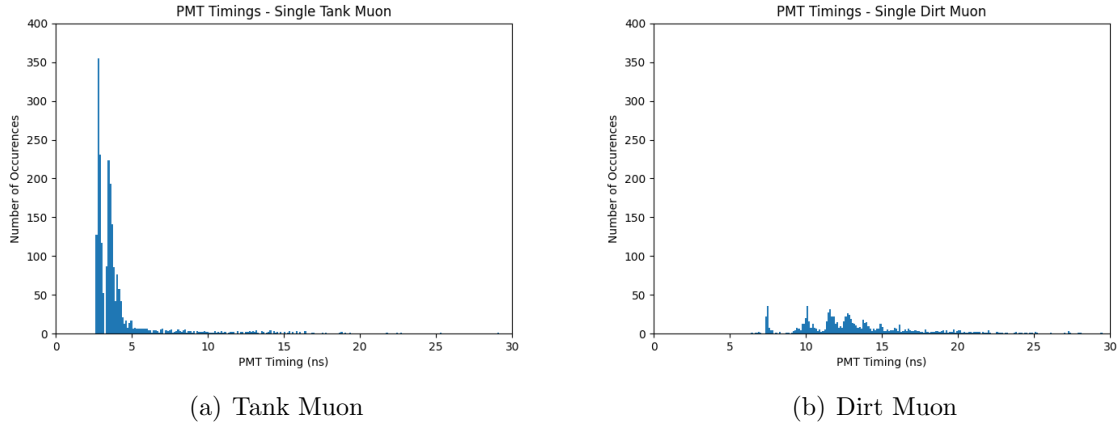 PMT Timings - Single Tank Muon
400
350
300
250
200
150
100
50
0
Number of Occurences
0 5 10 15 20 25 30
PMT Timing (ns)
(a) Tank Muon
PMT Timings - Single Dirt Muon
400
350
300
250
200
150
100
50
0
Number of Occurences
0 5 10 15 20 25 30
PMT Timing (ns)
(b) Dirt Muon